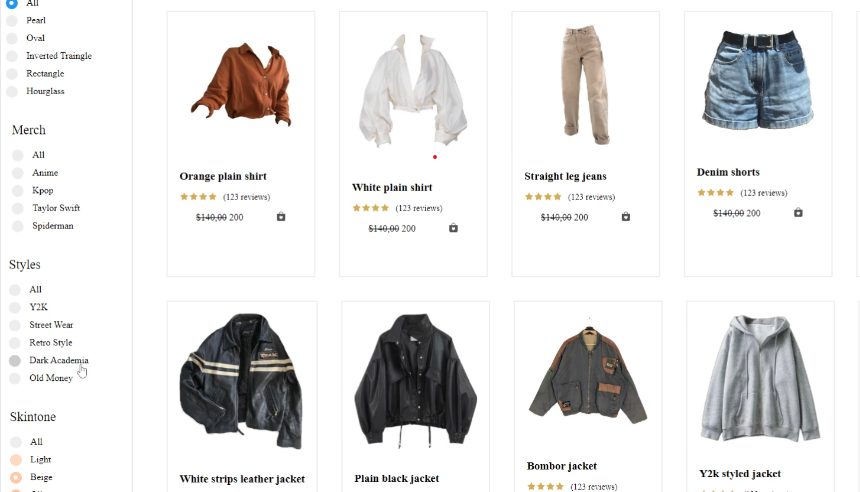 All
Pearl
Oval
Inverted Traingle
Rectangle
Hourglass
Merch
All
Anime
Kpop
Taylor Swift
Spiderman
Styles
All
Y2K
Street Wear
Retro Style
Dark Academia
Old Money
Skintone
All
Light
Beige
Orange plain shirt
(123 reviews)
$140,00 200
White plain shirt
(123 reviews)
$140,00 200
Straight leg jeans
(123 reviews)
$140,00 200
Denim shorts
(123 reviews)
$140,00 200
White strips leather jacket
Plain black jacket
Bombor jacket
(123 reviews)
Y2k styled jacket